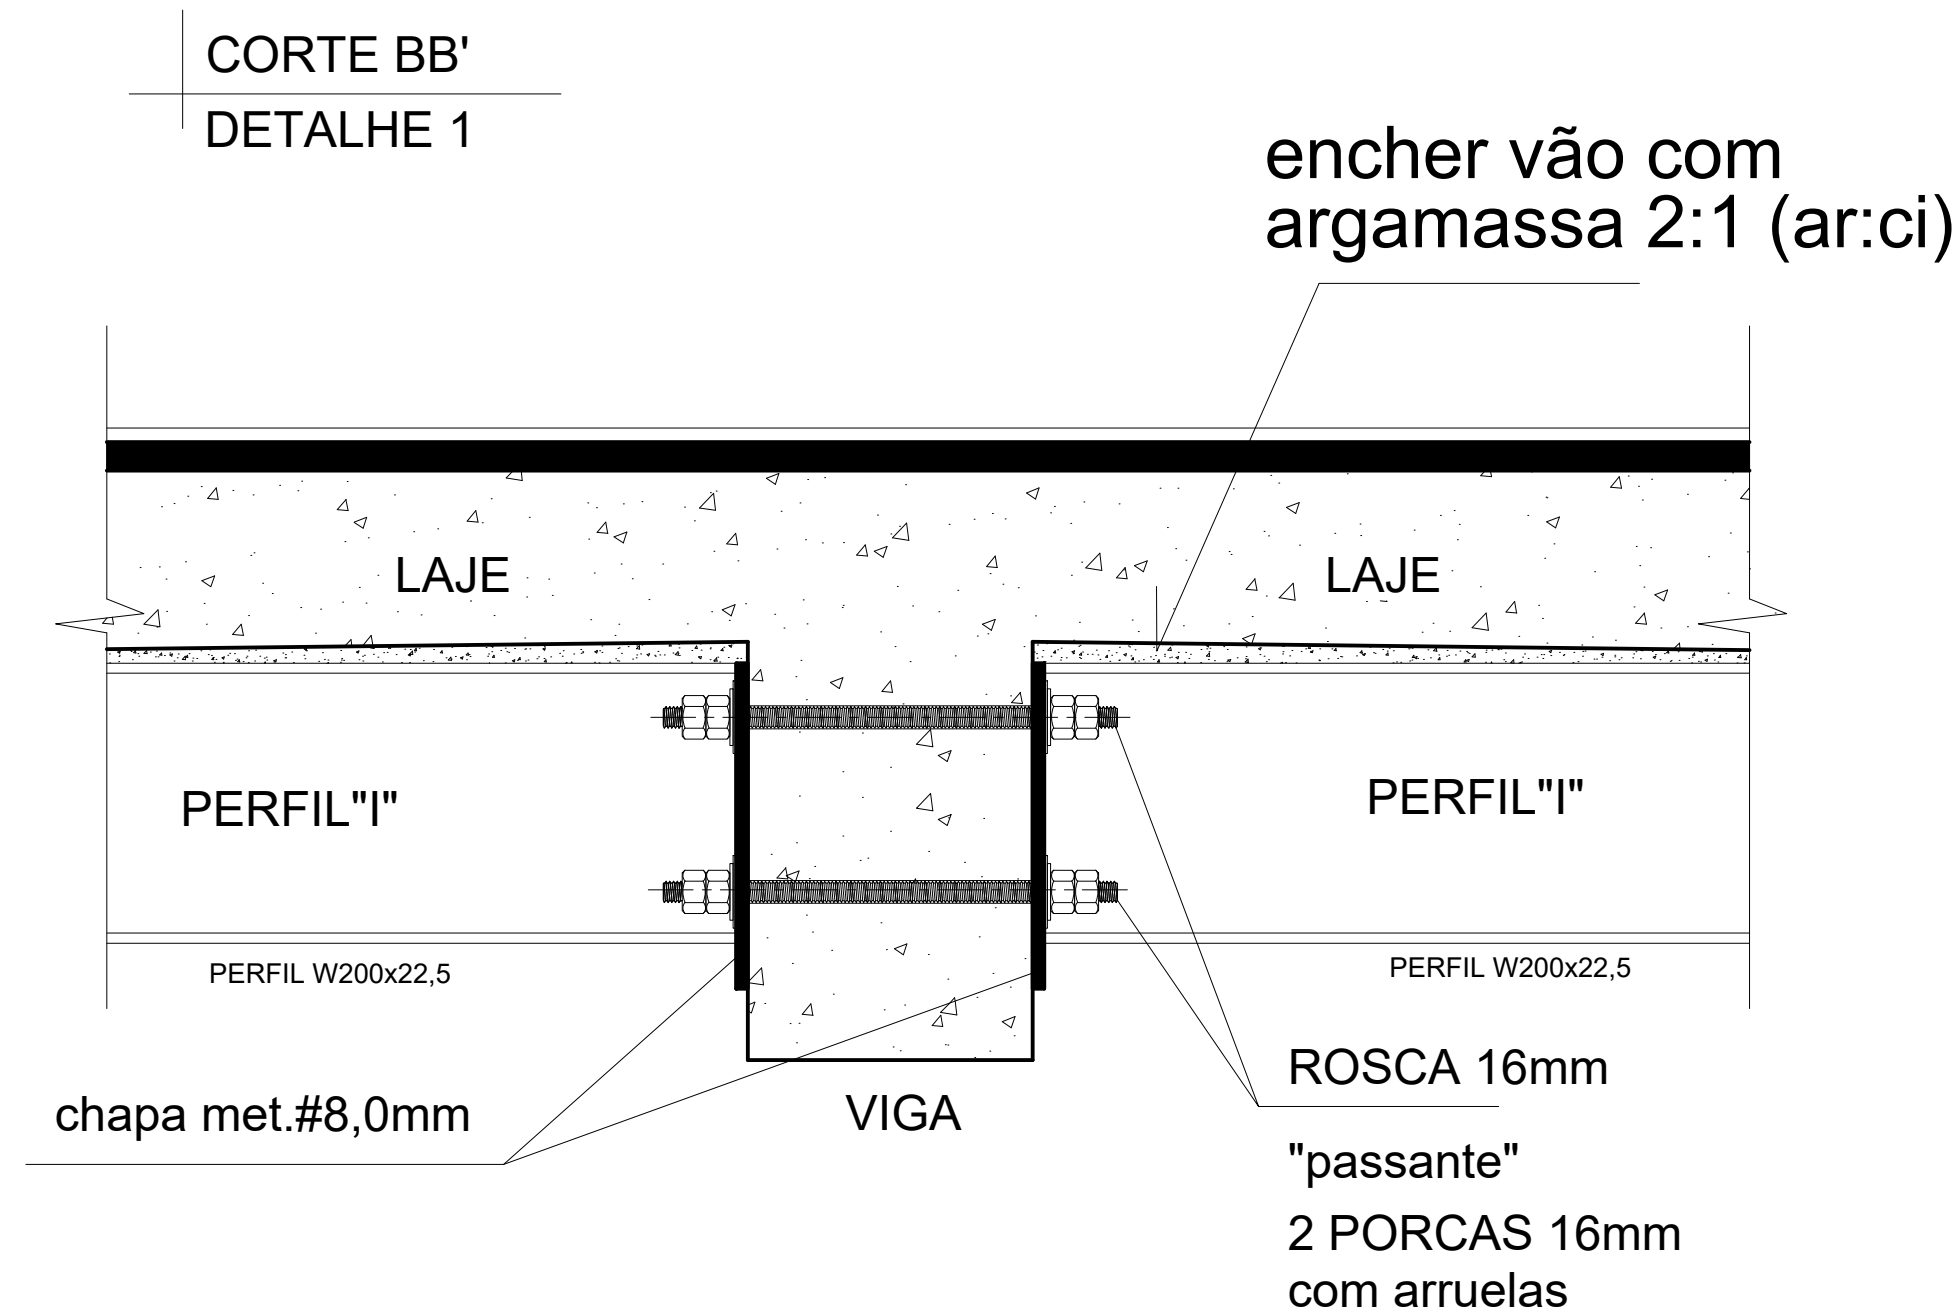 CORTE BB'
DETALHE 1
encher vão com
argamassa 2:1 (ar:ci)
LAJE
LAJE
PERFIL"I"
PERFIL"I"
PERFIL W200x22,5
PERFIL W200x22,5
chapa met.#8,0mm
VIGA
ROSCA 16mm
"passante"
2 PORCAS 16mm
com arruelas